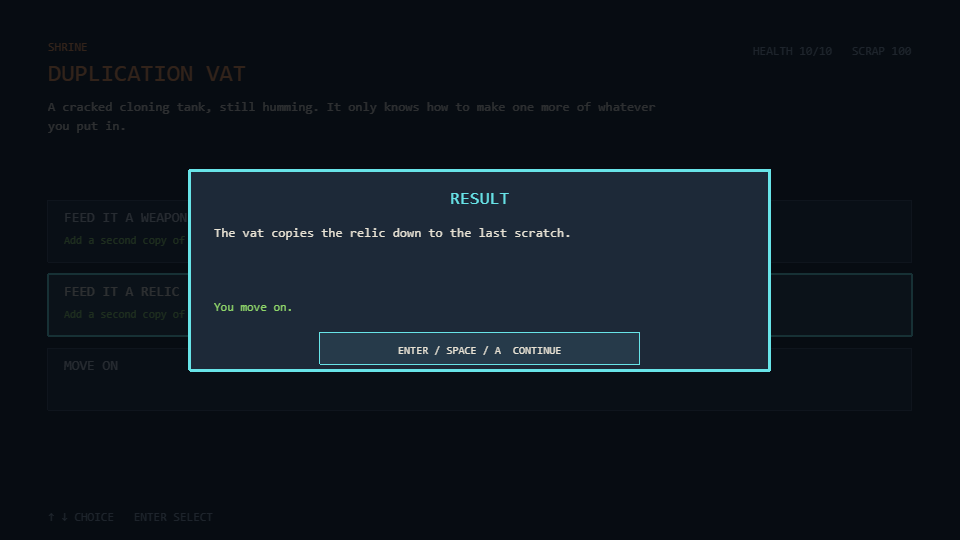 SHRINE
HEALTH 10/10 SCRAP 100
DUPLICATION VAT
A cracked cloning tank, still humming. It only knows how to make one more of whatever
you put in.
RESULT
The vat copies the relic down to the last scratch.
You move on.
ENTER / SPACE / A CONTINUE
FEED IT A WEAPON
Add a second copy of
FEED IT A RELIC
Add a second copy of
MOVE ON
↑ ↓ CHOICE ENTER SELECT